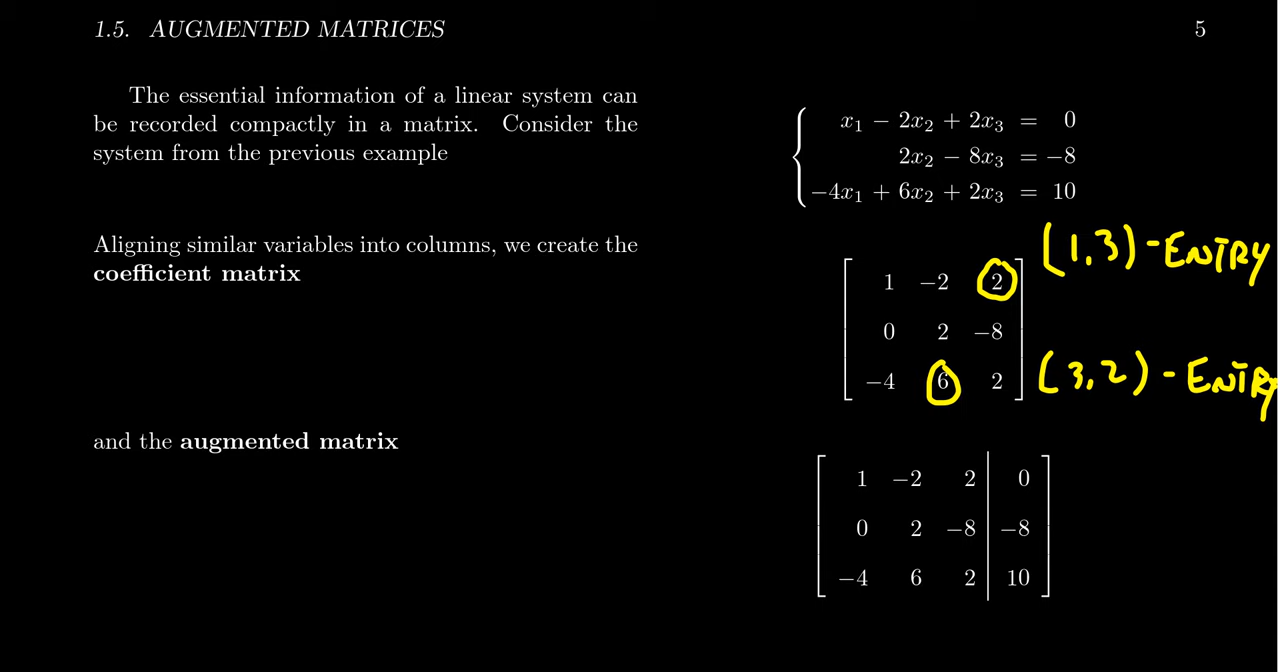 1.5. AUGMENTED MATRICES 5
The essential information of a linear system can
be recorded compactly in a matrix. Consider the
system from the previous example
x₁ − 2x₂ + 2x₃ = 0
2x₂ − 8x₃ = −8
−4x₁ + 6x₂ + 2x₃ = 10
Aligning similar variables into columns, we create the
coefficient matrix
(1,3) - ENTRY
1 −2 2
0 2 −8
−4 6 2
(3,2) - ENTRY
and the augmented matrix
1 −2 2 | 0
0 2 −8 | −8
−4 6 2 | 10